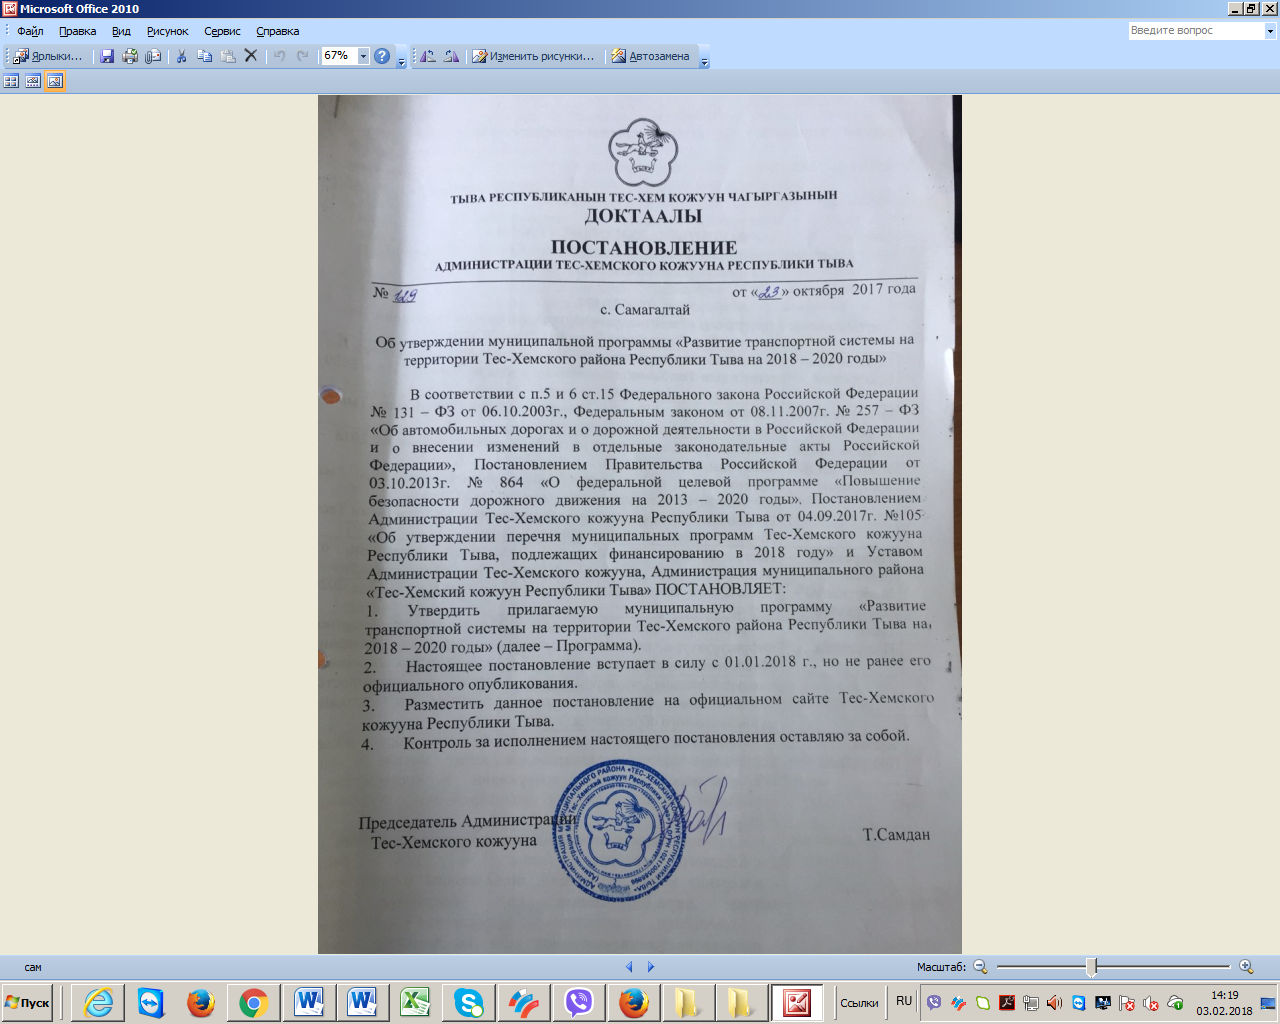 Microsoft Office 2010
Файл Правка Вид Рисунок Сервис Справка
Введите вопрос
Ярлыки... 67% Изменить рисунки... Автозамена
ТЫВА РЕСПУБЛИКАНЫН ТЕС-ХЕМ КОЖУУН ЧАГЫРГАЗЫНЫН
ДОКТААЛЫ
ПОСТАНОВЛЕНИЕ
АДМИНИСТРАЦИИ ТЕС-ХЕМСКОГО КОЖУУНА РЕСПУБЛИКИ ТЫВА
№ 129 от «23» октября 2017 года
с. Самагалтай
Об утверждении муниципальной программы «Развитие транспортной системы на
территории Тес-Хемского района Республики Тыва на 2018 – 2020 годы»
В соответствии с п.5 и 6 ст.15 Федерального закона Российской Федерации
№ 131 – ФЗ от 06.10.2003г., Федеральным законом от 08.11.2007г. № 257 – ФЗ
«Об автомобильных дорогах и о дорожной деятельности в Российской Федерации
и о внесении изменений в отдельные законодательные акты Российской
Федерации», Постановлением Правительства Российской Федерации от
03.10.2013г. № 864 «О федеральной целевой программе «Повышение
безопасности дорожного движения на 2013 – 2020 годы». Постановлением
Администрации Тес-Хемского кожууна Республики Тыва от 04.09.2017г. №105
«Об утверждении перечня муниципальных программ Тес-Хемского кожууна
Республики Тыва, подлежащих финансированию в 2018 году» и Уставом
Администрации Тес-Хемского кожууна, Администрация муниципального района
«Тес-Хемский кожуун Республики Тыва» ПОСТАНОВЛЯЕТ:
1. Утвердить прилагаемую муниципальную программу «Развитие
транспортной системы на территории Тес-Хемского района Республики Тыва на,
2018 – 2020 годы» (далее – Программа).
2. Настоящее постановление вступает в силу с 01.01.2018 г., но не ранее его
официального опубликования.
3. Разместить данное постановление на официальном сайте Тес-Хемского
кожууна Республики Тыва.
4. Контроль за исполнением настоящего постановления оставляю за собой.
Председатель Администрации
Тес-Хемского кожууна Т.Самдан
сам Масштаб:
Пуск Ссылки RU 14:19
03.02.2018